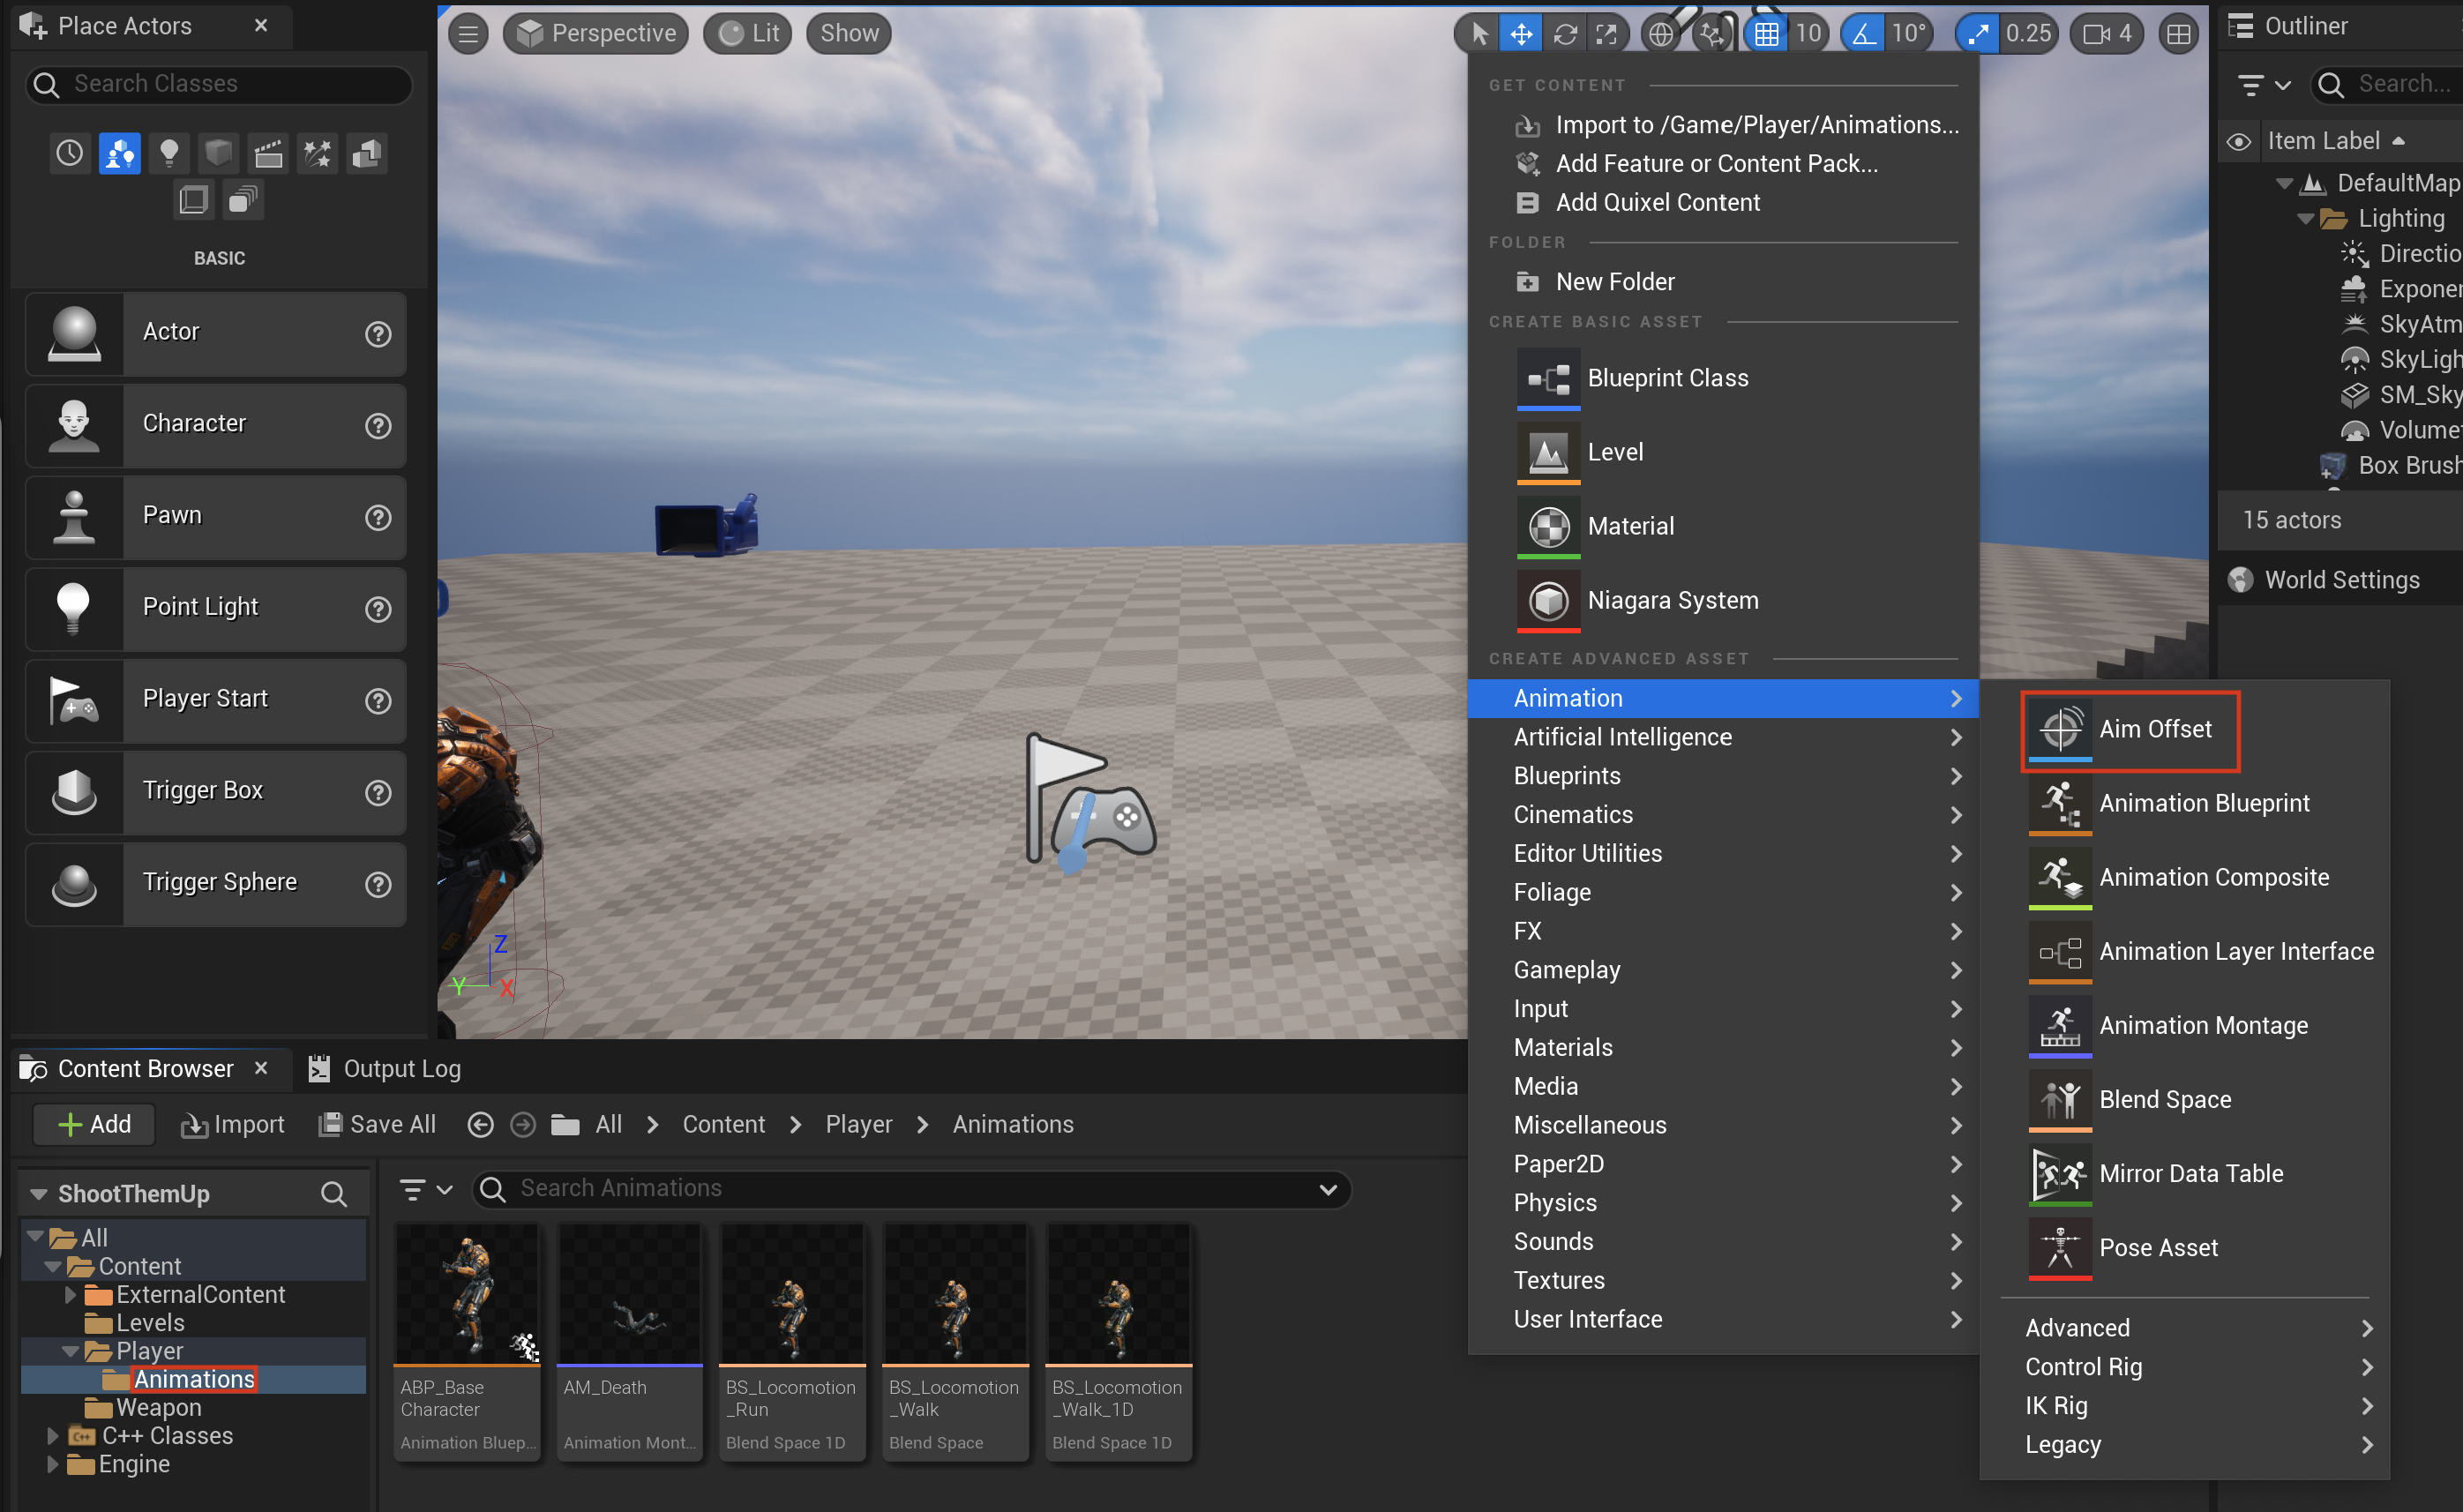 Place Actors
Search Classes
BASIC
Actor
Character
Pawn
Point Light
Player Start
Trigger Box
Trigger Sphere
Perspective
Lit
Show
10
10°
0.25
4
Z
Y
X
GET CONTENT
Import to /Game/Player/Animations...
Add Feature or Content Pack...
Add Quixel Content
FOLDER
New Folder
CREATE BASIC ASSET
Blueprint Class
Level
Material
Niagara System
CREATE ADVANCED ASSET
Animation
Artificial Intelligence
Blueprints
Cinematics
Editor Utilities
Foliage
FX
Gameplay
Input
Materials
Media
Miscellaneous
Paper2D
Physics
Sounds
Textures
User Interface
Aim Offset
Animation Blueprint
Animation Composite
Animation Layer Interface
Animation Montage
Blend Space
Mirror Data Table
Pose Asset
Advanced
Control Rig
IK Rig
Legacy
Outliner
Search...
Item Label
DefaultMap
Lighting
Directio
Exponer
SkyAtm
SkyLigh
SM_Sky
Volume
Box Brush
15 actors
World Settings
Content Browser
Output Log
Add
Import
Save All
All
Content
Player
Animations
ShootThemUp
All
Content
ExternalContent
Levels
Player
Animations
Weapon
C++ C++ Classes
Engine
Search Animations
ABP_Base
Character
Animation Bluep...
AM_Death
Animation Mont...
BS_Locomotion
_Run
Blend Space 1D
BS_Locomotion
_Walk
Blend Space
BS_Locomotion
_Walk_1D
Blend Space 1D